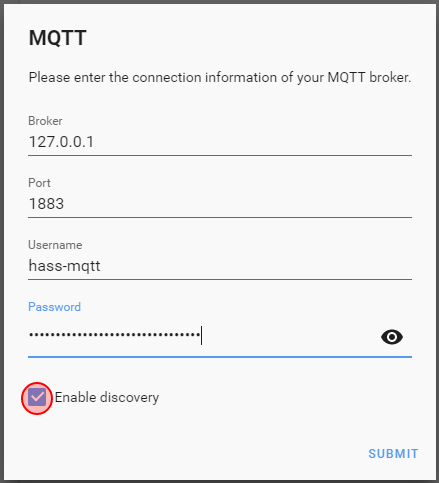 MQTT
Please enter the connection information of your MQTT broker.
Broker
127.0.0.1
Port
1883
Username
hass-mqtt
Password
••••••••••••••••••••••••••••••••
Enable discovery
SUBMIT